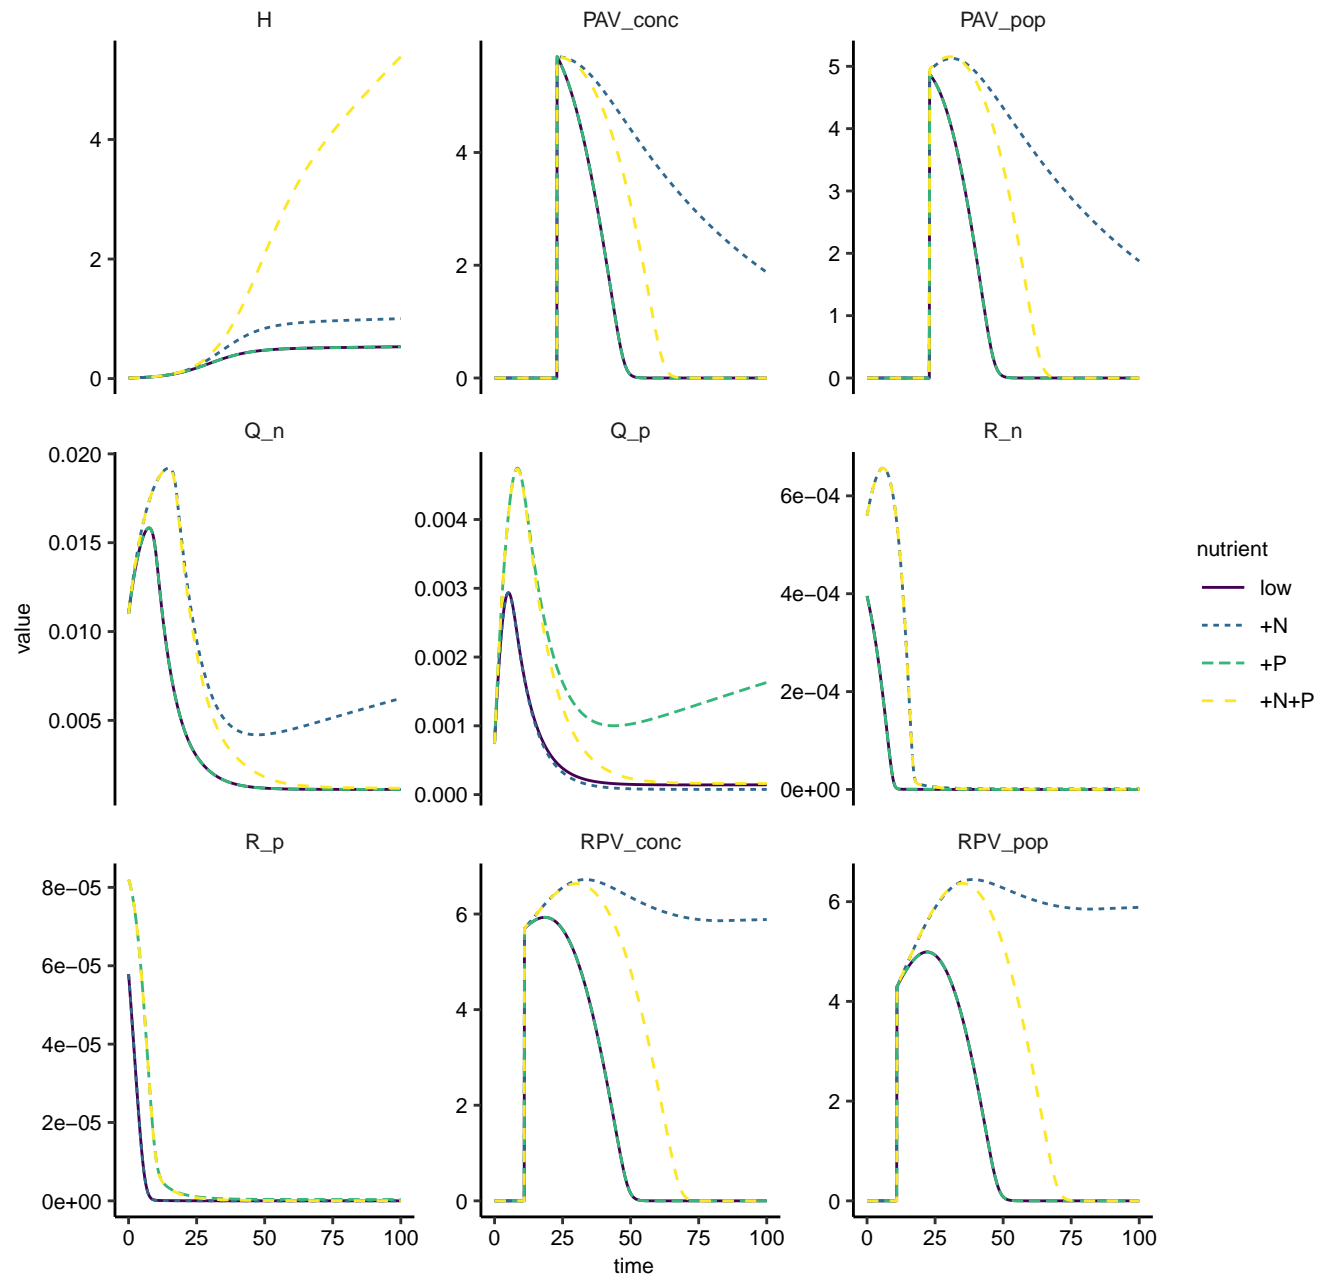 H
PAV_conc
PAV_pop
4
2
0
4
2
0
5
4
3
2
1
0
Q_n
Q_p
R_n
0.020
0.015
0.010
0.005
0.004
0.003
0.002
0.001
0.000
6e−04
4e−04
2e−04
0e+00
R_p
RPV_conc
RPV_pop
8e−05
6e−05
4e−05
2e−05
0e+00
6
4
2
0
6
4
2
0
0 25 50 75 100
0 25 50 75 100
0 25 50 75 100
time
value
nutrient
low
+N
+P
+N+P